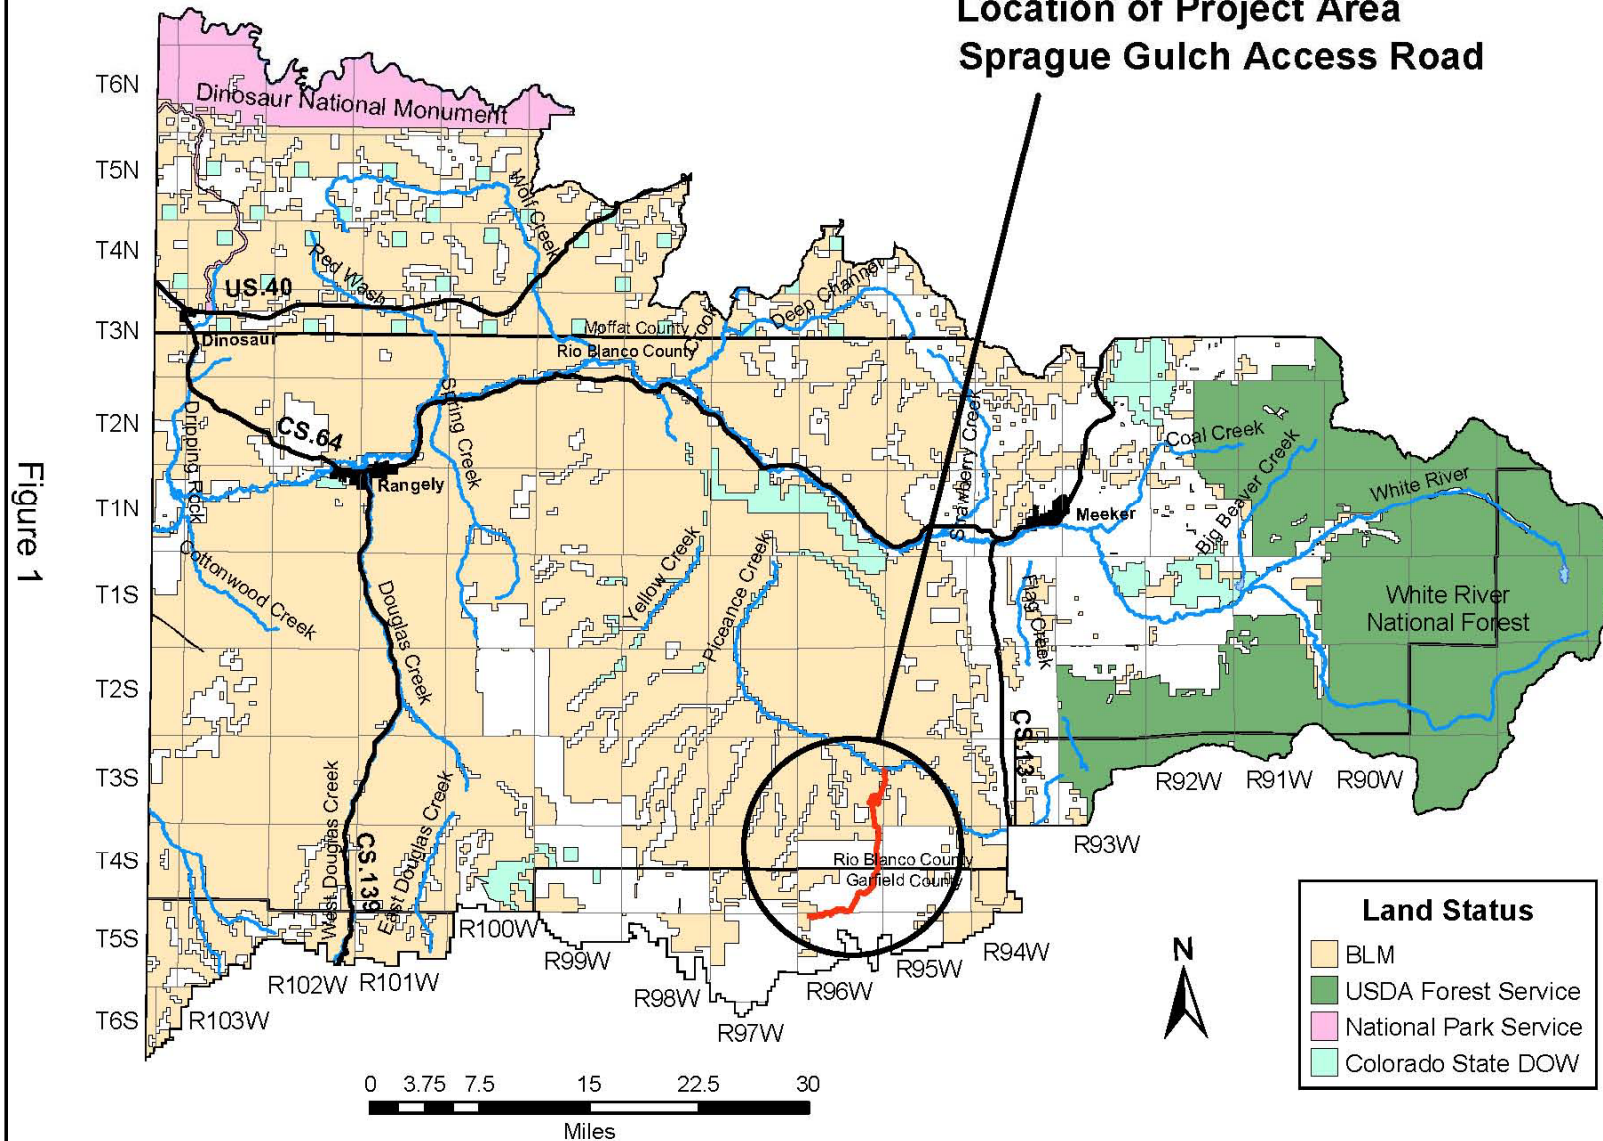 Location of Project Area
Sprague Gulch Access Road
T6N
T5N
T4N
T3N
T2N
T1N
T1S
T2S
T3S
T4S
T5S
T6S
Dinosaur National Monument
Wolf Creek
Red Wash
US.40
Dinosaur
Moffat County
Rio Blanco County
Crook
Deep Channel
Spring Creek
CS.64
Dripping Rock
Rangely
Strawberry Creek
Coal Creek
Big Beaver Creek
White River
Meeker
Cottonwood Creek
Douglas Creek
Yellow Creek
Piceance Creek
Flag Creek
White River
National Forest
CS.13
West Douglas Creek
CS.139
East Douglas Creek
Rio Blanco County
Garfield County
R92W
R91W
R90W
R93W
R94W
R95W
R96W
R97W
R98W
R99W
R100W
R101W
R102W
R103W
Figure 1
N
Land Status
BLM
USDA Forest Service
National Park Service
Colorado State DOW
0 3.75 7.5 15 22.5 30
Miles